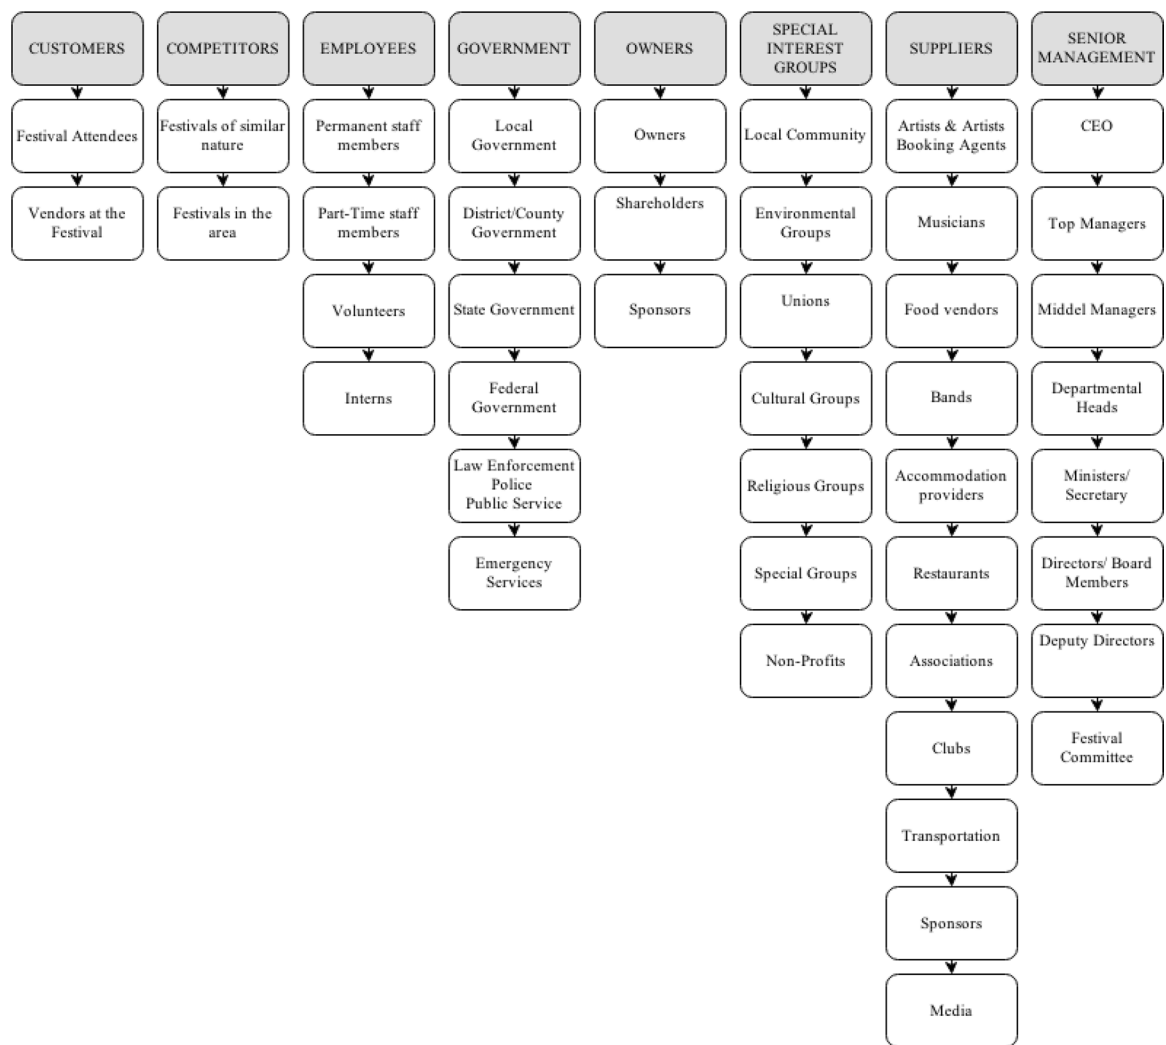 CUSTOMERS
COMPETITORS
EMPLOYEES
GOVERNMENT
OWNERS
SPECIAL
INTEREST
GROUPS
SUPPLIERS
SENIOR
MANAGEMENT
Festival Attendees
Festivals of similar
nature
Permanent staff
members
Local
Government
Owners
Local Community
Artists & Artists
Booking Agents
CEO
Vendors at the
Festival
Festivals in the
area
Part-Time staff
members
District/County
Government
Shareholders
Environmental
Groups
Musicians
Top Managers
Volunteers
State Government
Sponsors
Unions
Food vendors
Middel Managers
Interns
Federal
Government
Cultural Groups
Bands
Departmental
Heads
Law Enforcement
Police
Public Service
Religious Groups
Accommodation
providers
Ministers/
Secretary
Emergency
Services
Special Groups
Restaurants
Directors/ Board
Members
Non-Profits
Associations
Deputy Directors
Clubs
Festival
Committee
Transportation
Sponsors
Media